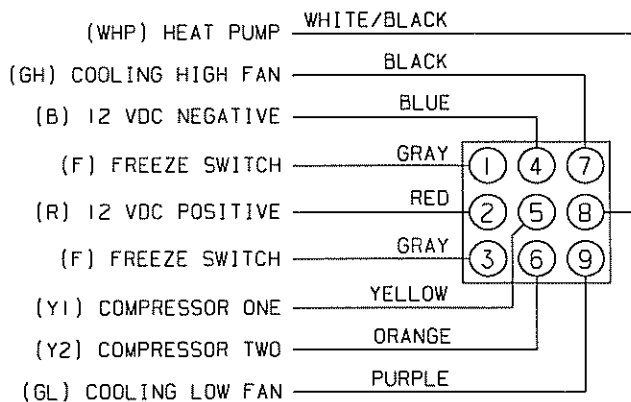 (WHP) HEAT PUMP WHITE/BLACK
(GH) COOLING HIGH FAN BLACK
(B) 12 VDC NEGATIVE BLUE
(F) FREEZE SWITCH GRAY 1 4 7
(R) 12 VDC POSITIVE RED 2 5 8
(F) FREEZE SWITCH GRAY 3 6 9
(Y1) COMPRESSOR ONE YELLOW
(Y2) COMPRESSOR TWO ORANGE
(GL) COOLING LOW FAN PURPLE